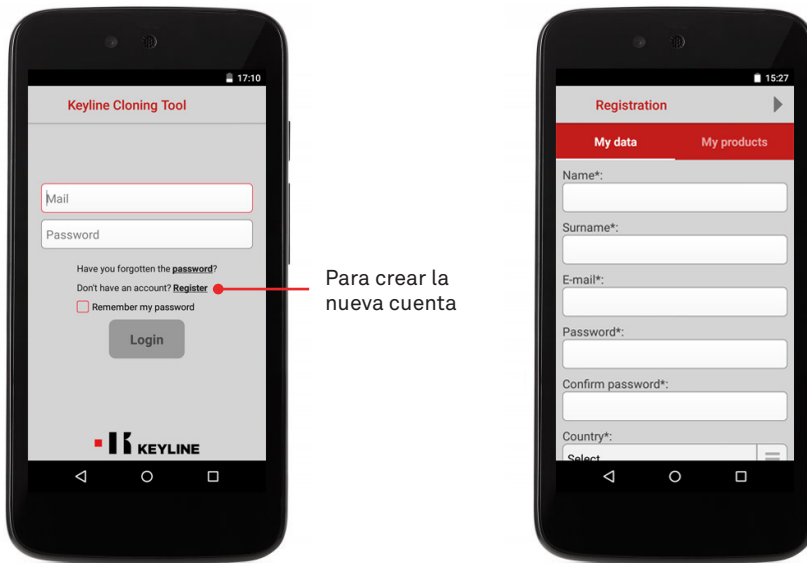 17:10
Keyline Cloning Tool
Mail
Password
Have you forgotten the password?
Don't have an account? Register
Remember my password
Login
KEYLINE
Para crear la
nueva cuenta
15:27
Registration
My data
My products
Name*:
Surname*:
E-mail*:
Password*:
Confirm password*:
Country*:
Select